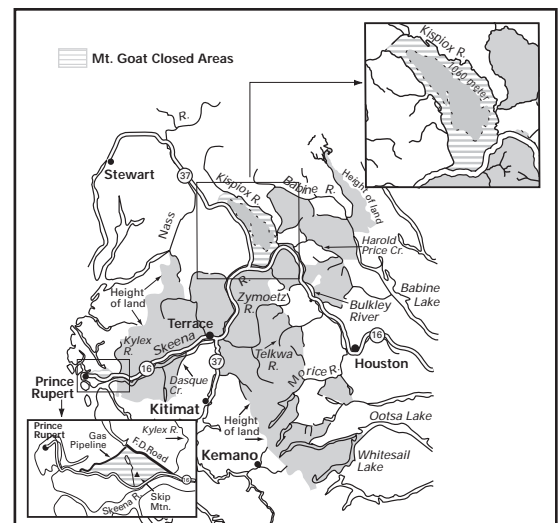 Mt. Goat Closed Areas
Kispiox R.
1060 meter
R.
Stewart
37
Kispiox R.
Babine R.
Height of land
Nass
Harold
Price Cr.
Height
of land
R.
Zymoetz
R.
Babine
Lake
Bulkley
River
Kylex
R.
Terrace
Skeena
16
Telkwa
R.
Houston
16
37
Morice R.
Prince
Rupert
Dasque
Cr.
Kitimat
Height
of land
Ootsa Lake
Kemano
Whitesail
Lake
Prince
Rupert
Gas
Pipeline
Kylex R.
F.D. Road
16
Skeena R.
Skip
Mtn.